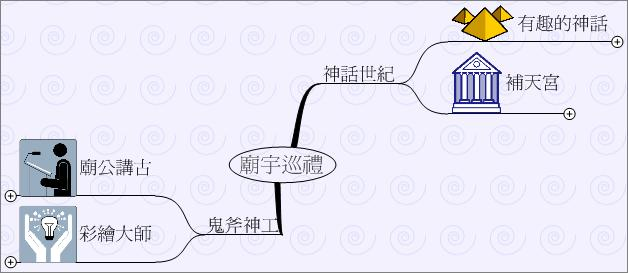 有趣的神話
神話世紀
補天宮
廟宇巡禮
廟公講古
鬼斧神工
彩繪大師